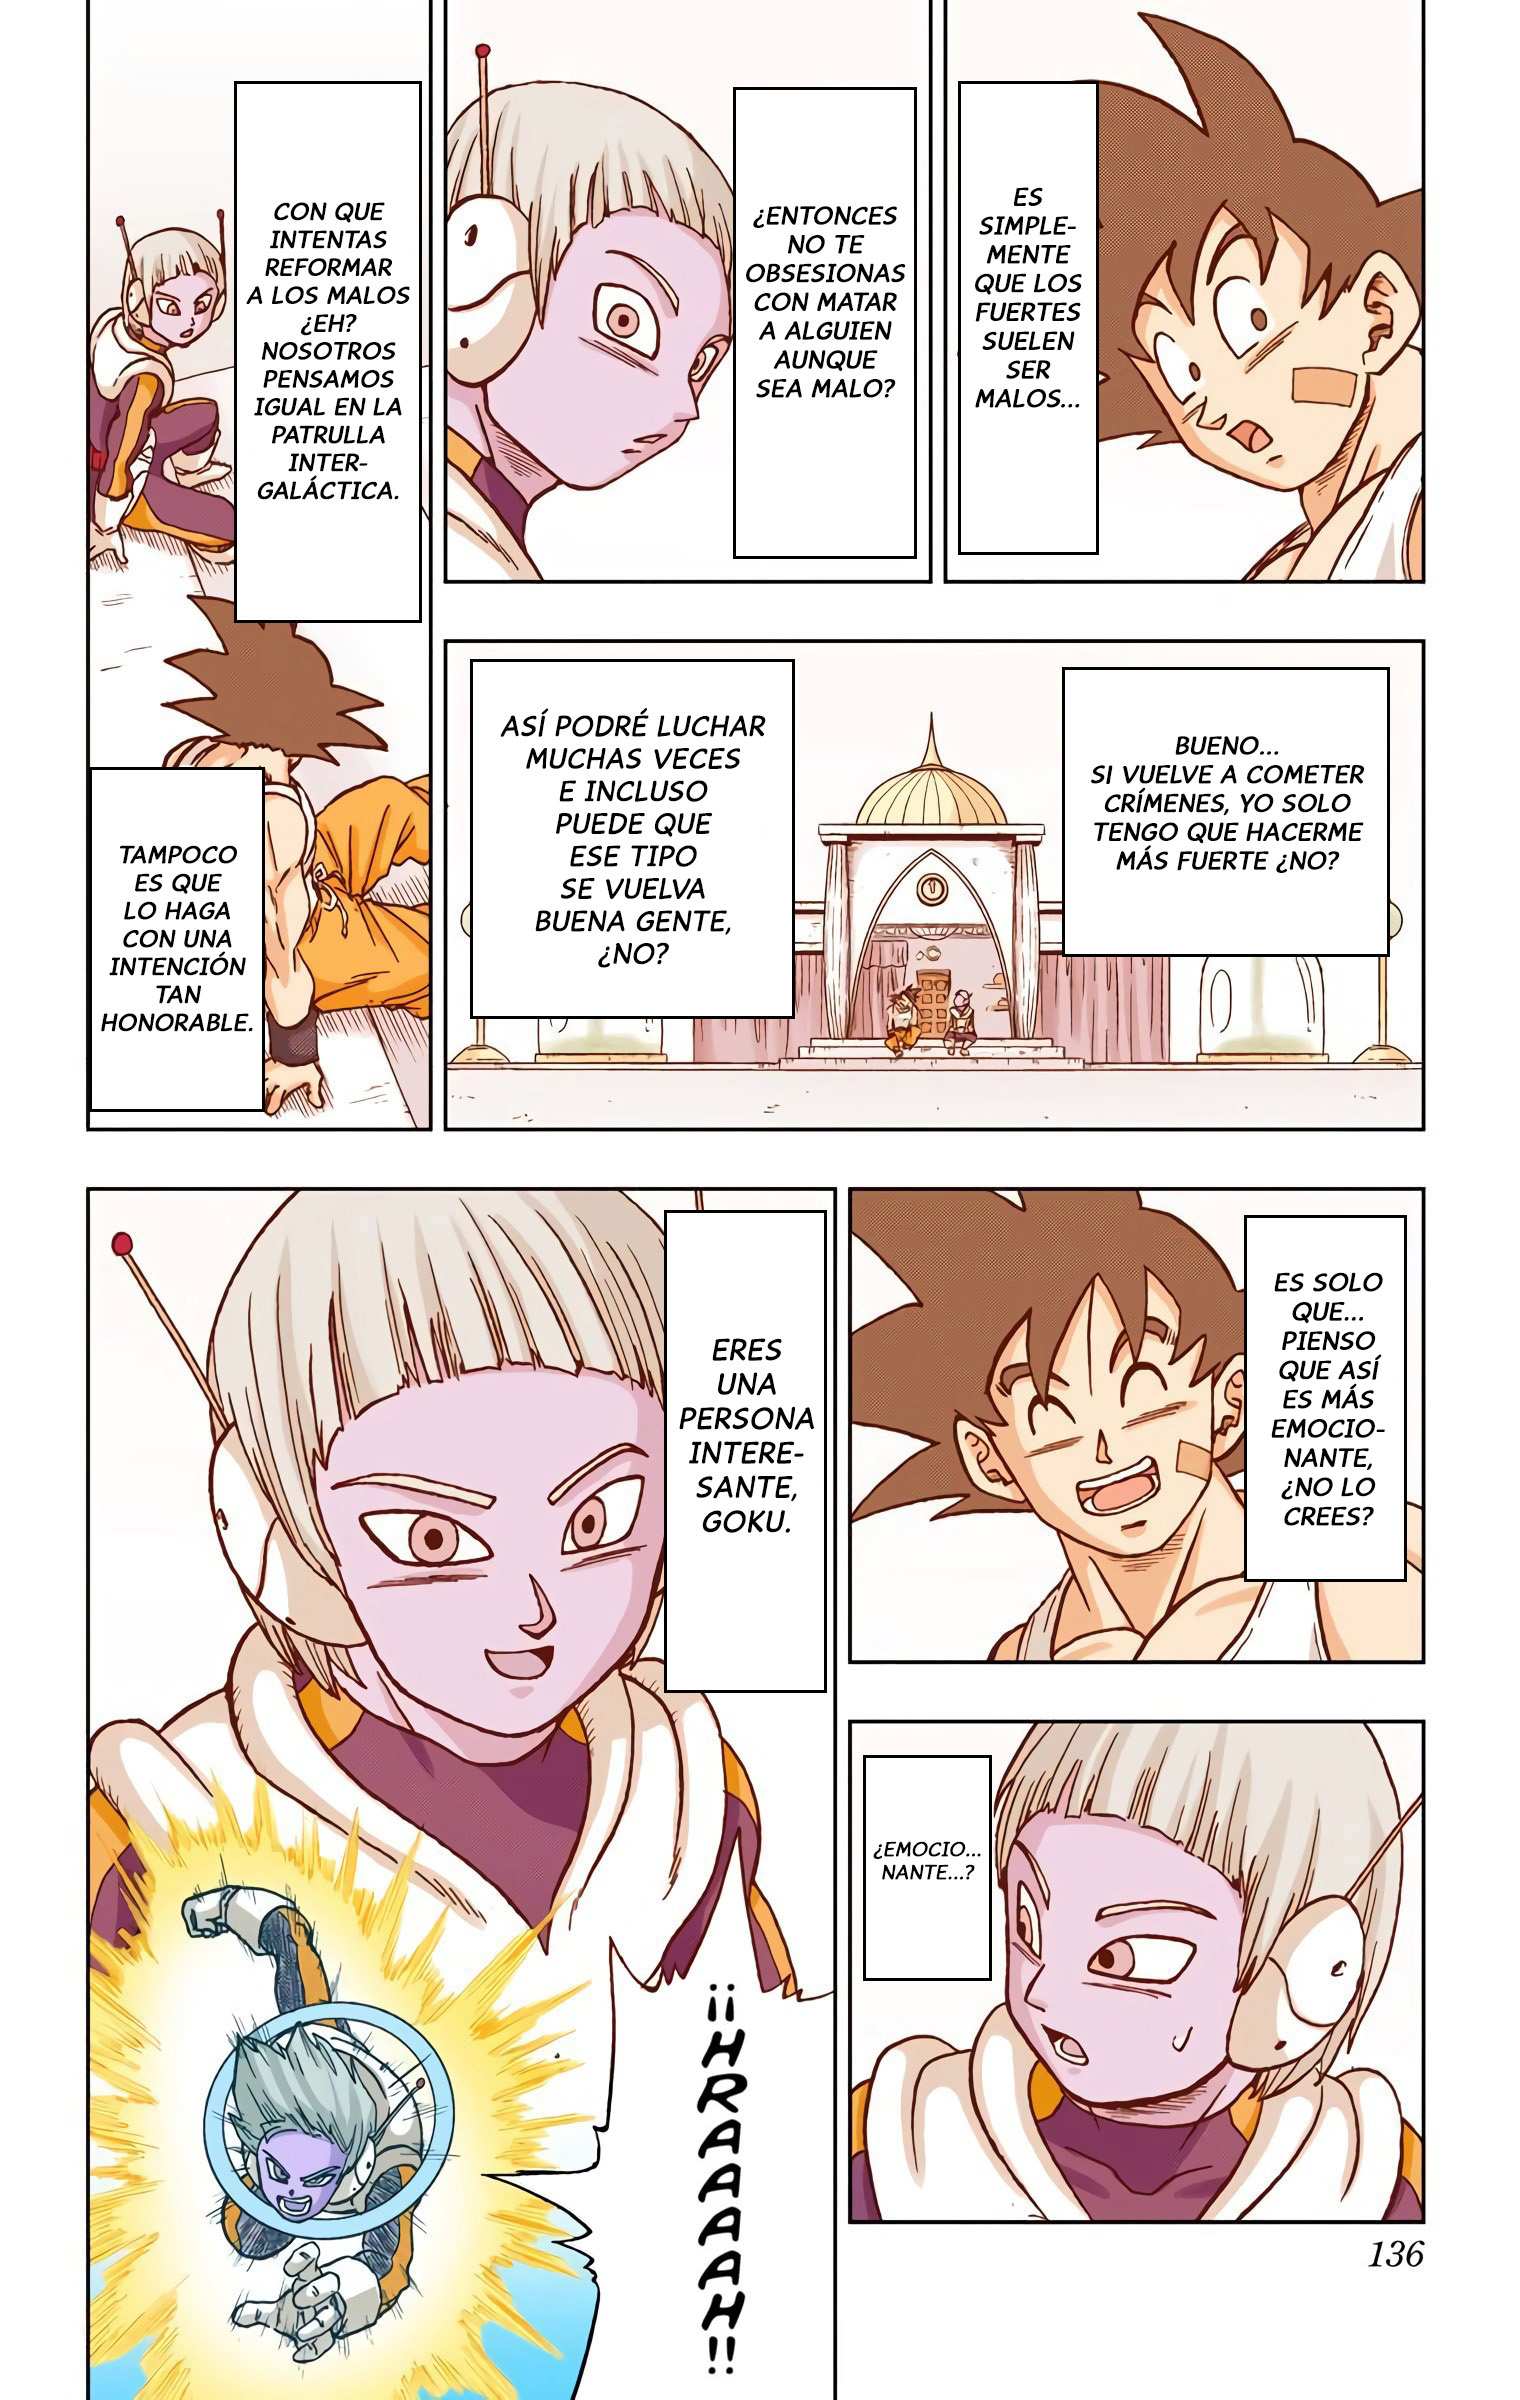 ES
SIMPLE-
MENTE
QUE LOS
FUERTES
SUELEN
SER
MALOS...
¿ENTONCES
NO TE
OBSESIONAS
CON MATAR
A ALGUIEN
AUNQUE
SEA MALO?
CON QUE
INTENTAS
REFORMAR
A LOS MALOS
¿EH?
NOSOTROS
PENSAMOS
IGUAL EN LA
PATRULLA
INTER-
GALÁCTICA.
TAMPOCO
ES QUE
LO HAGA
CON UNA
INTENCIÓN
TAN
HONORABLE.
BUENO...
SI VUELVE A COMETER
CRÍMENES, YO SOLO
TENGO QUE HACERME
MÁS FUERTE ¿NO?
ASÍ PODRÉ LUCHAR
MUCHAS VECES
E INCLUSO
PUEDE QUE
ESE TIPO
SE VUELVA
BUENA GENTE,
¿NO?
ES SOLO
QUE...
PIENSO
QUE ASÍ
ES MÁS
EMOCIO-
NANTE,
¿NO LO
CREES?
¿EMOCIO...
NANTE...?
ERES
UNA
PERSONA
INTERE-
SANTE,
GOKU.
¡¡HRAAAAH!!
136